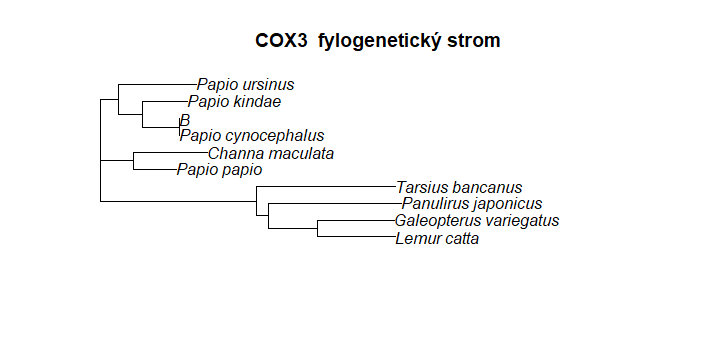 COX3 fylogenetický strom
Papio ursinus
Papio kindae
B
Papio cynocephalus
Channa maculata
Papio papio
Tarsius bancanus
Panulirus japonicus
Galeopterus variegatus
Lemur catta